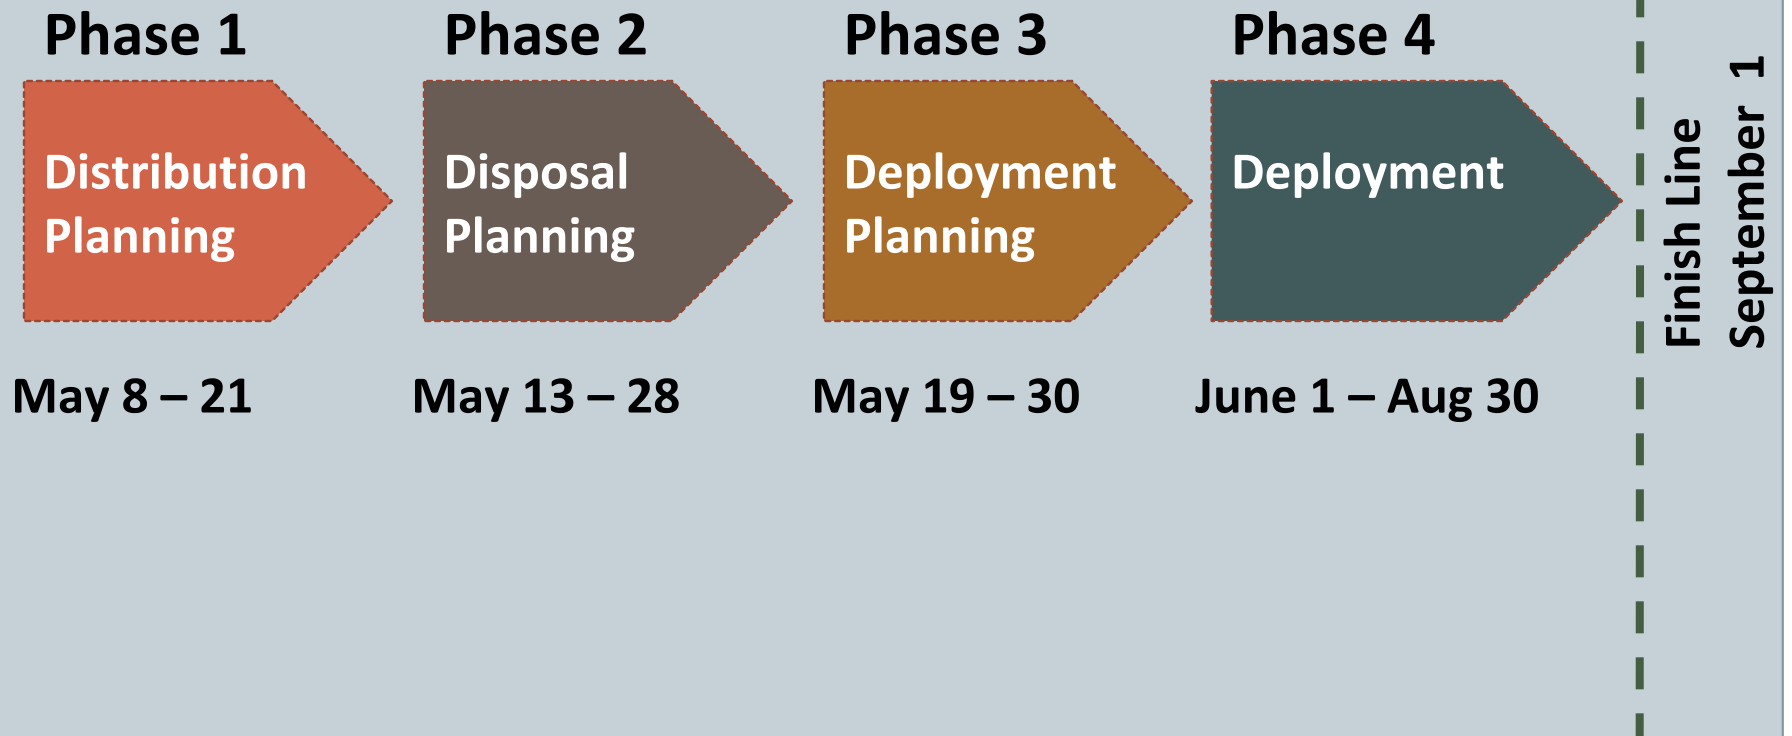 Phase 1
Phase 2
Phase 3
Phase 4
Distribution
Planning
Disposal
Planning
Deployment
Planning
Deployment
May 8 – 21
May 13 – 28
May 19 – 30
June 1 – Aug 30
Finish Line
September 1